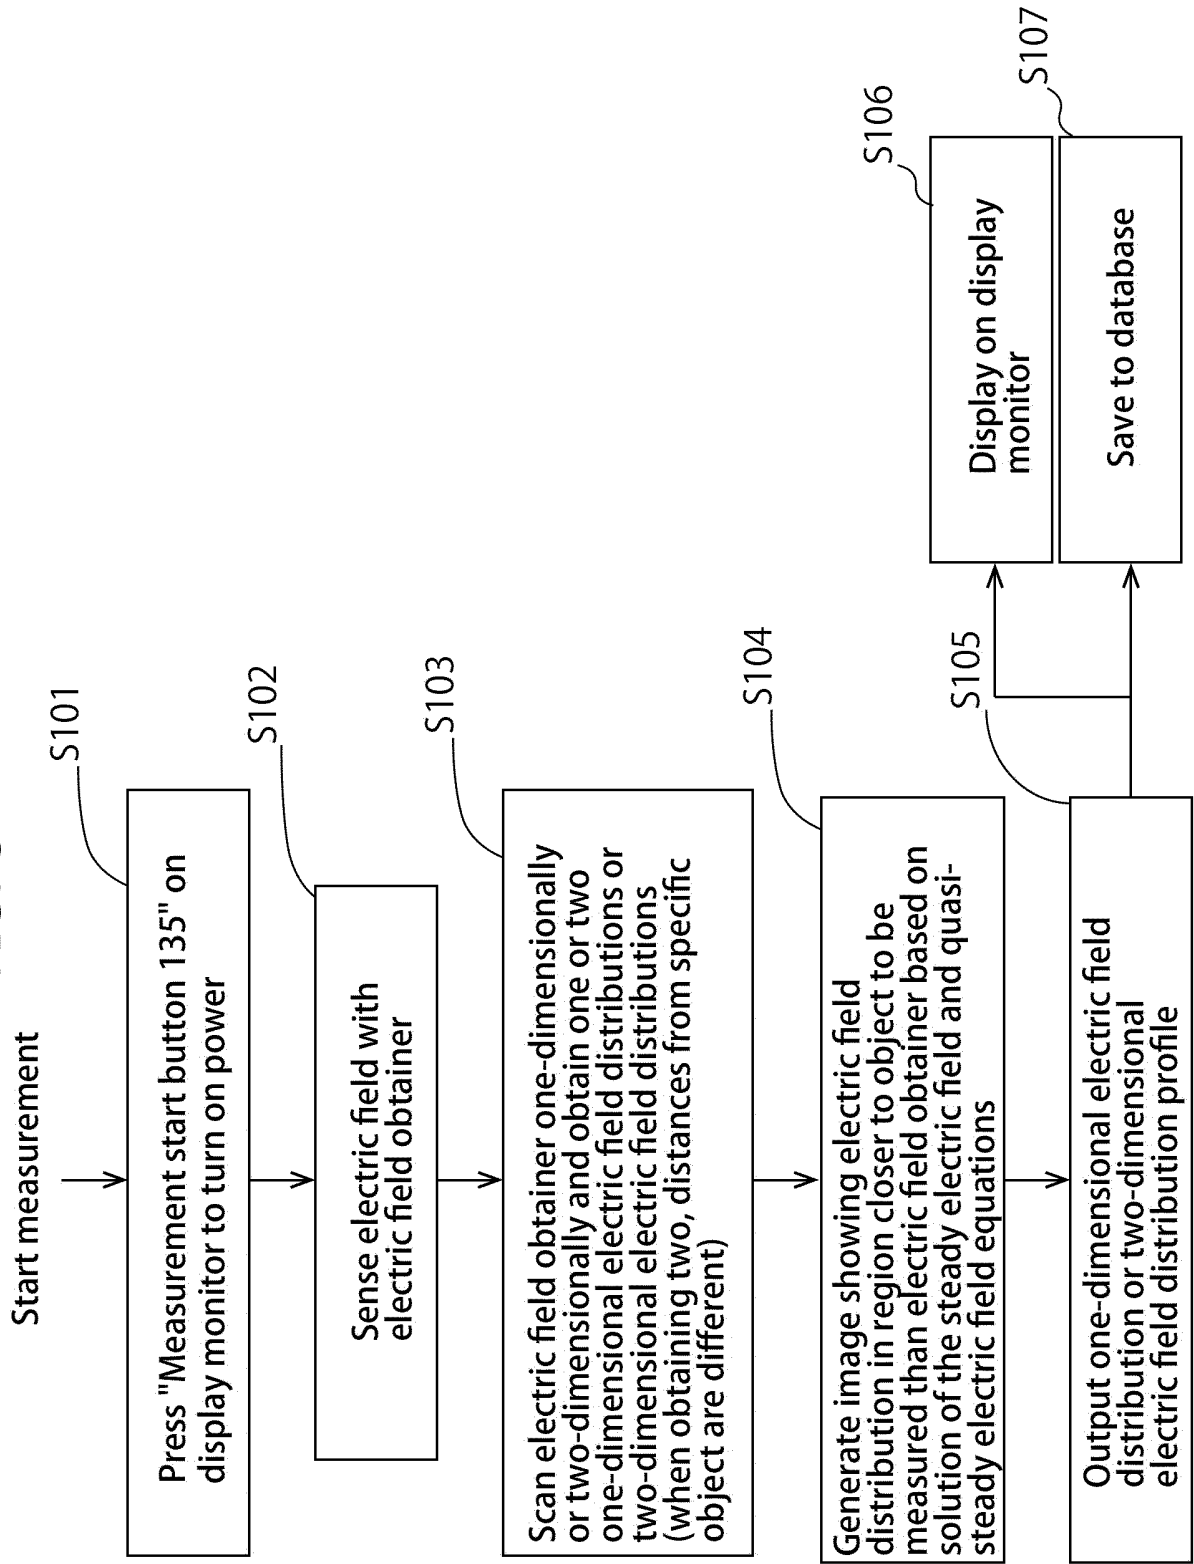 Start measurement
S101
Press "Measurement start button 135" on
display monitor to turn on power
S102
Sense electric field with
electric field obtainer
S103
Scan electric field obtainer one-dimensionally
or two-dimensionally and obtain one or two
one-dimensional electric field distributions or
two-dimensional electric field distributions
(when obtaining two, distances from specific
object are different)
S104
Generate image showing electric field
distribution in region closer to object to be
measured than electric field obtainer based on
solution of the steady electric field and quasi-
steady electric field equations
S105
Output one-dimensional electric field
distribution or two-dimensional
electric field distribution profile
S106
Display on display
monitor
S107
Save to database